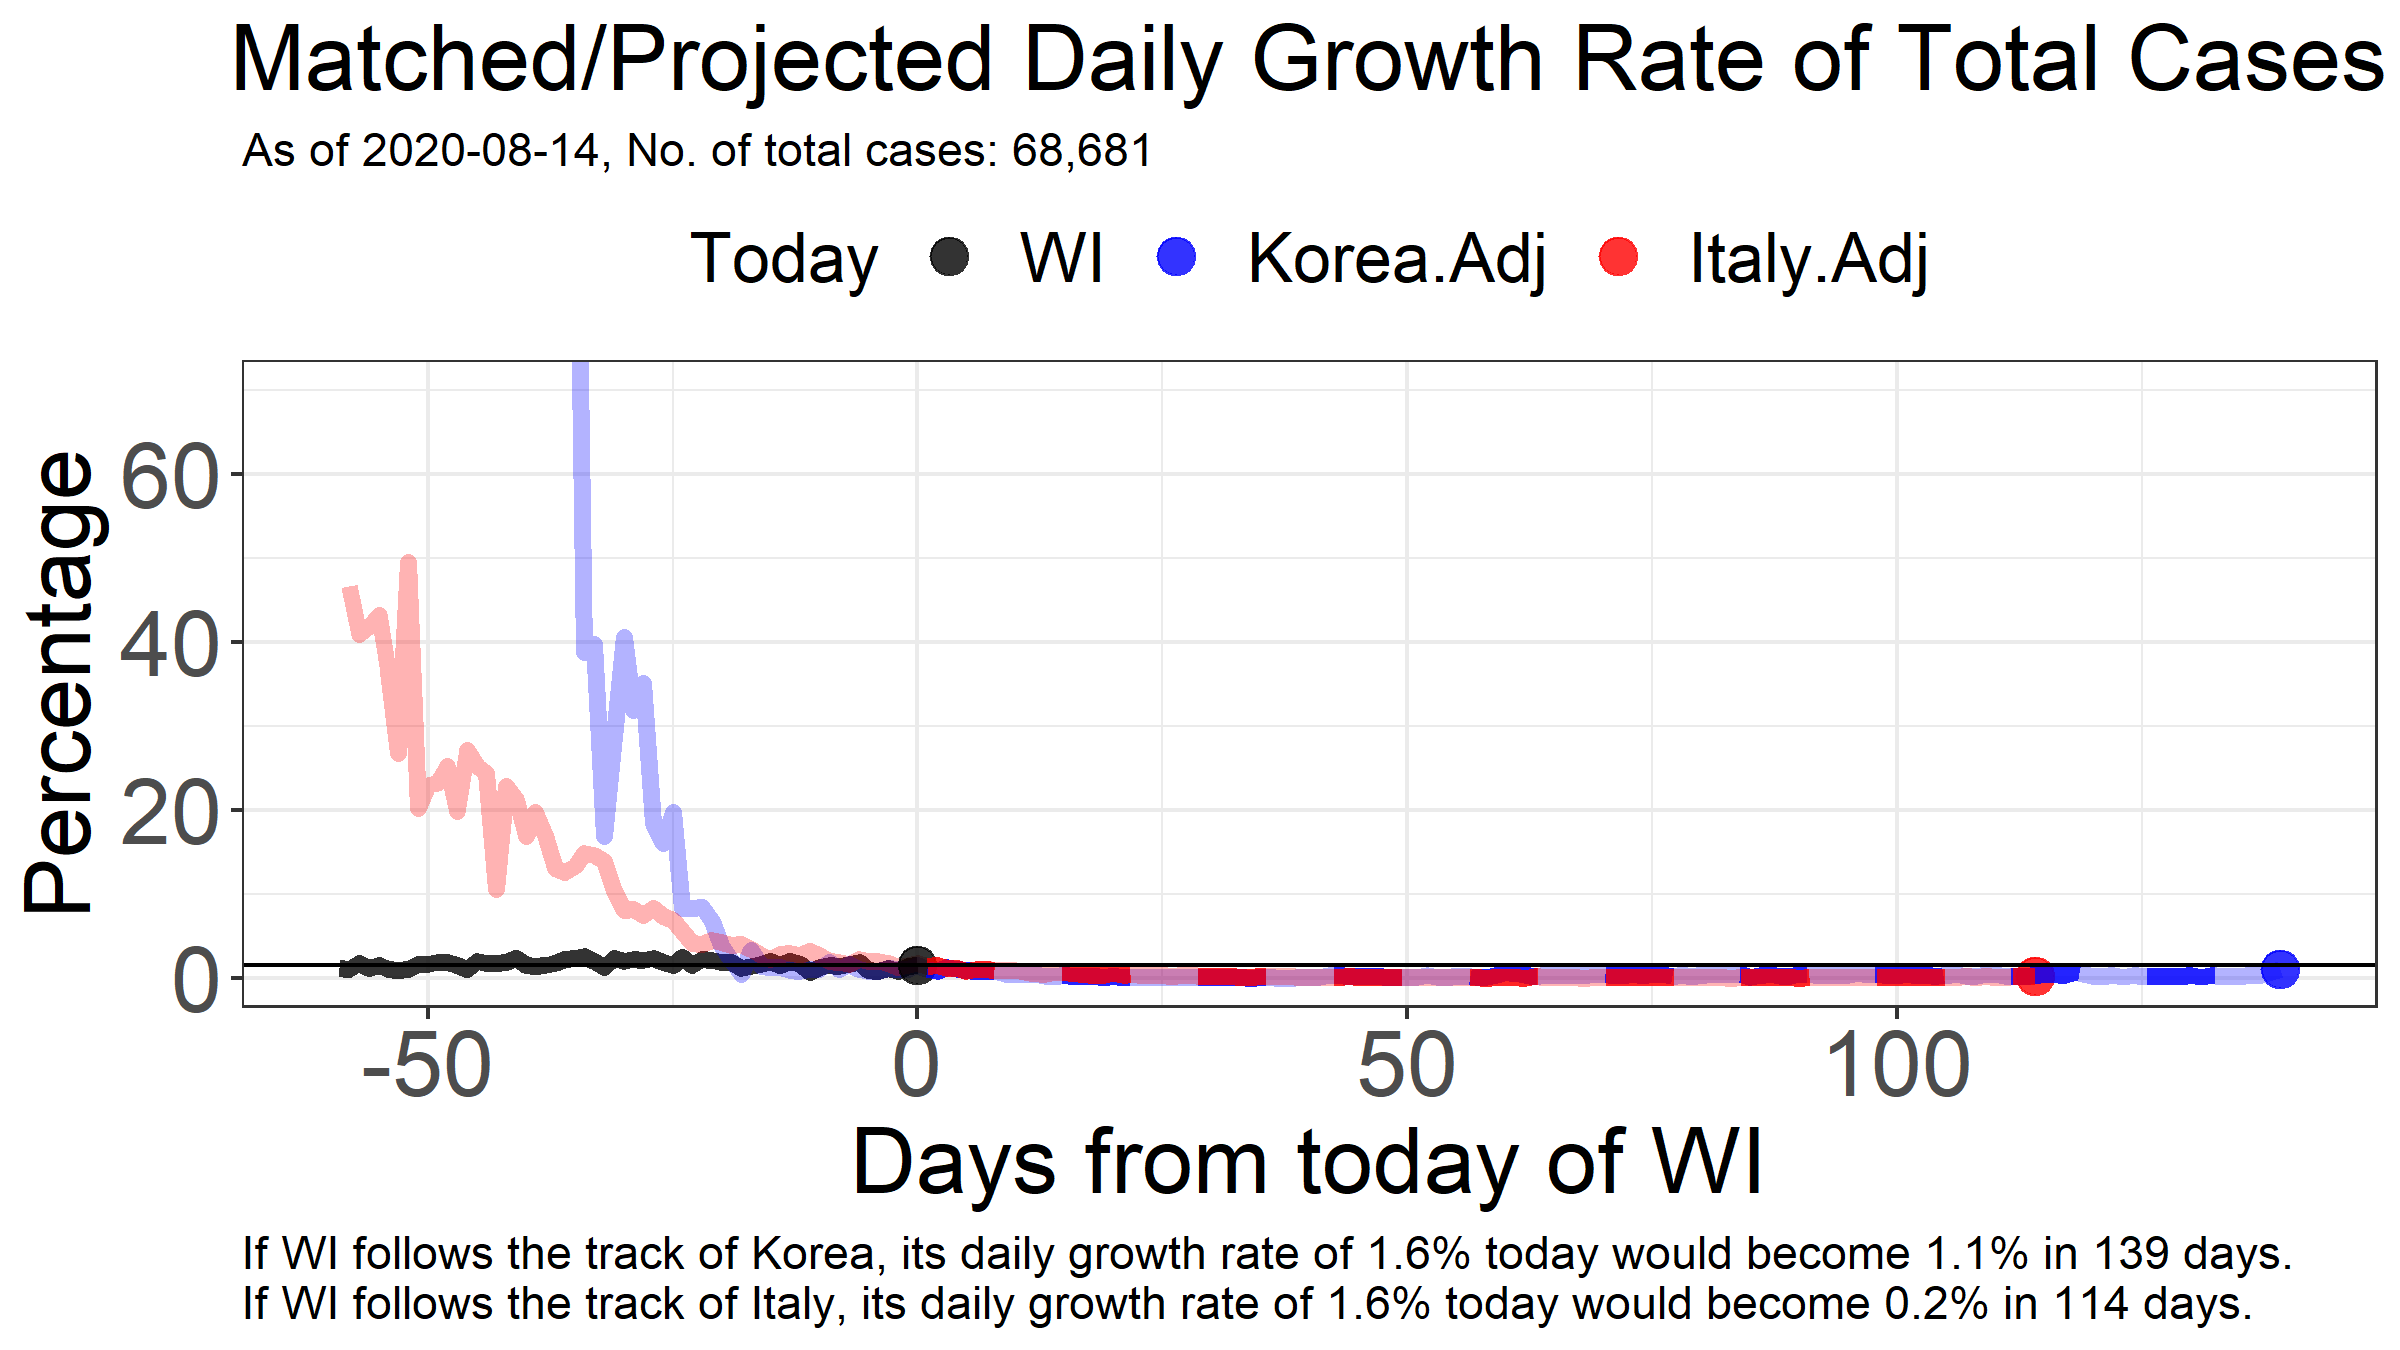 Matched/Projected Daily Growth Rate of Total Cases
As of 2020-08-14, No. of total cases: 68,681
Today WI Korea.Adj Italy.Adj
Percentage
60
40
20
0
-50 0 50 100
Days from today of WI
If WI follows the track of Korea, its daily growth rate of 1.6% today would become 1.1% in 139 days.
If WI follows the track of Italy, its daily growth rate of 1.6% today would become 0.2% in 114 days.